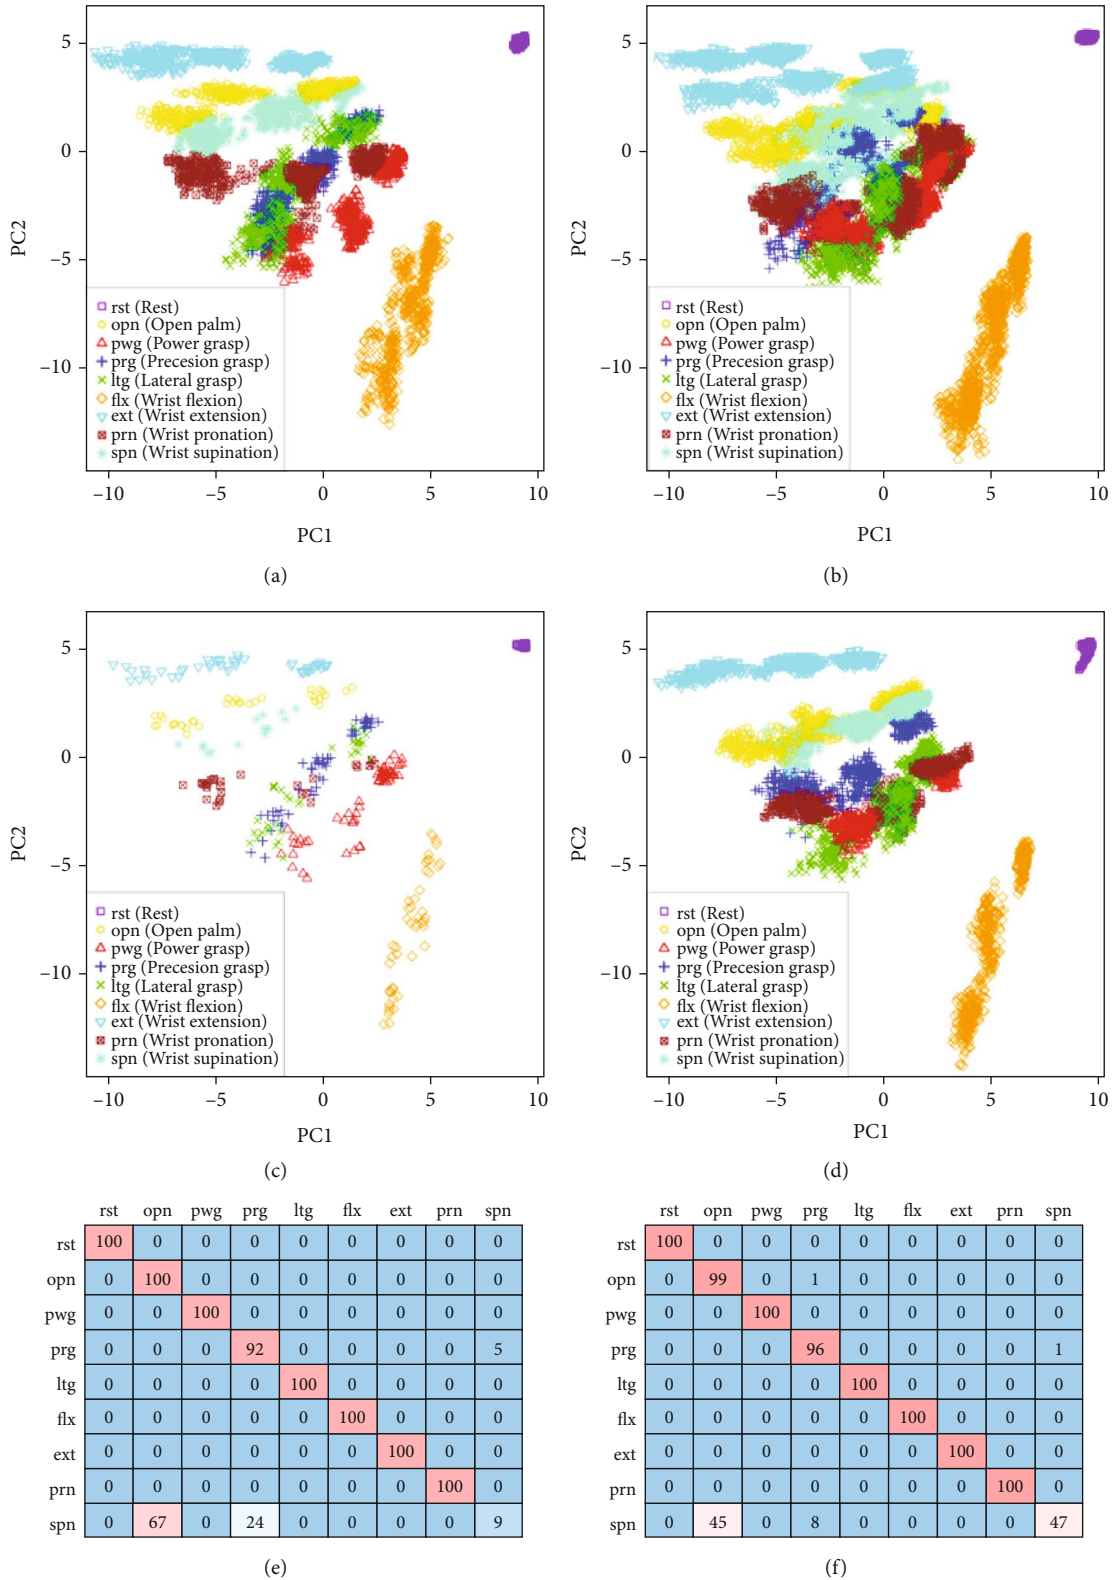 5
0
−5
−10
PC2
rst (Rest)
opn (Open palm)
pwg (Power grasp)
prg (Precesion grasp)
ltg (Lateral grasp)
flx (Wrist flexion)
ext (Wrist extension)
prn (Wrist pronation)
spn (Wrist supination)
−10 −5 0 5 10
PC1
(a)
5
0
−5
−10
PC2
rst (Rest)
opn (Open palm)
pwg (Power grasp)
prg (Precesion grasp)
ltg (Lateral grasp)
flx (Wrist flexion)
ext (Wrist extension)
prn (Wrist pronation)
spn (Wrist supination)
−10 −5 0 5 10
PC1
(b)
5
0
−5
−10
PC2
rst (Rest)
opn (Open palm)
pwg (Power grasp)
prg (Precesion grasp)
ltg (Lateral grasp)
flx (Wrist flexion)
ext (Wrist extension)
prn (Wrist pronation)
spn (Wrist supination)
−10 −5 0 5 10
PC1
(c)
5
0
−5
−10
PC2
rst (Rest)
opn (Open palm)
pwg (Power grasp)
prg (Precesion grasp)
ltg (Lateral grasp)
flx (Wrist flexion)
ext (Wrist extension)
prn (Wrist pronation)
spn (Wrist supination)
−10 −5 0 5 10
PC1
(d)
rst opn pwg prg ltg flx ext prn spn
rst 100 0 0 0 0 0 0 0 0
opn 0 100 0 0 0 0 0 0 0
pwg 0 0 100 0 0 0 0 0 0
prg 0 0 0 92 0 0 0 0 5
ltg 0 0 0 0 100 0 0 0 0
flx 0 0 0 0 0 100 0 0 0
ext 0 0 0 0 0 0 100 0 0
prn 0 0 0 0 0 0 0 100 0
spn 0 67 0 24 0 0 0 0 9
(e)
rst opn pwg prg ltg flx ext prn spn
rst 100 0 0 0 0 0 0 0 0
opn 0 99 0 1 0 0 0 0 0
pwg 0 0 100 0 0 0 0 0 0
prg 0 0 0 96 0 0 0 0 1
ltg 0 0 0 0 100 0 0 0 0
flx 0 0 0 0 0 100 0 0 0
ext 0 0 0 0 0 0 100 0 0
prn 0 0 0 0 0 0 0 100 0
spn 0 45 0 8 0 0 0 0 47
(f)